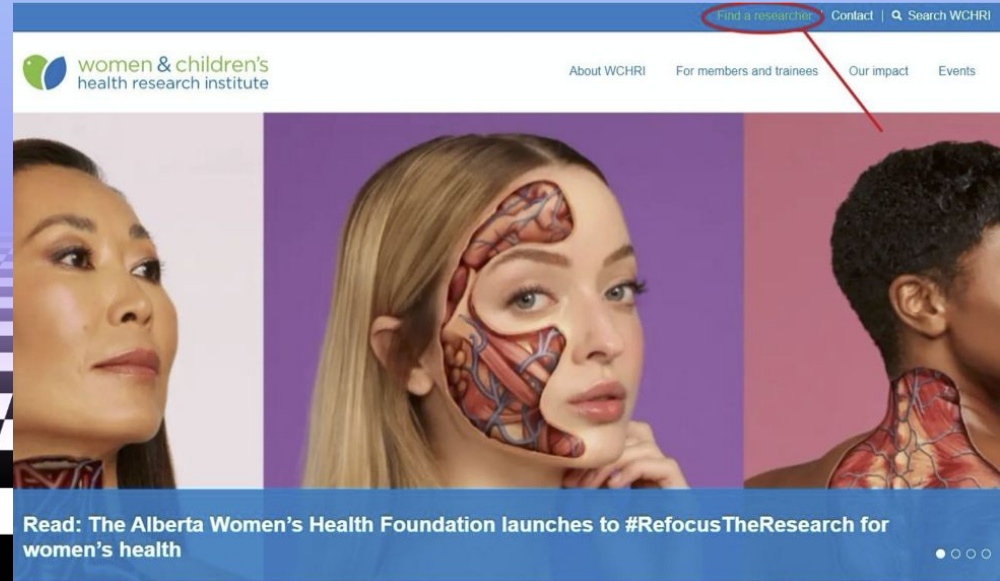 Find a researcher | Contact | Search WCHRI
women & children's
health research institute
About WCHRI For members and trainees Our impact Events
Read: The Alberta Women's Health Foundation launches to #RefocusTheResearch for
women's health